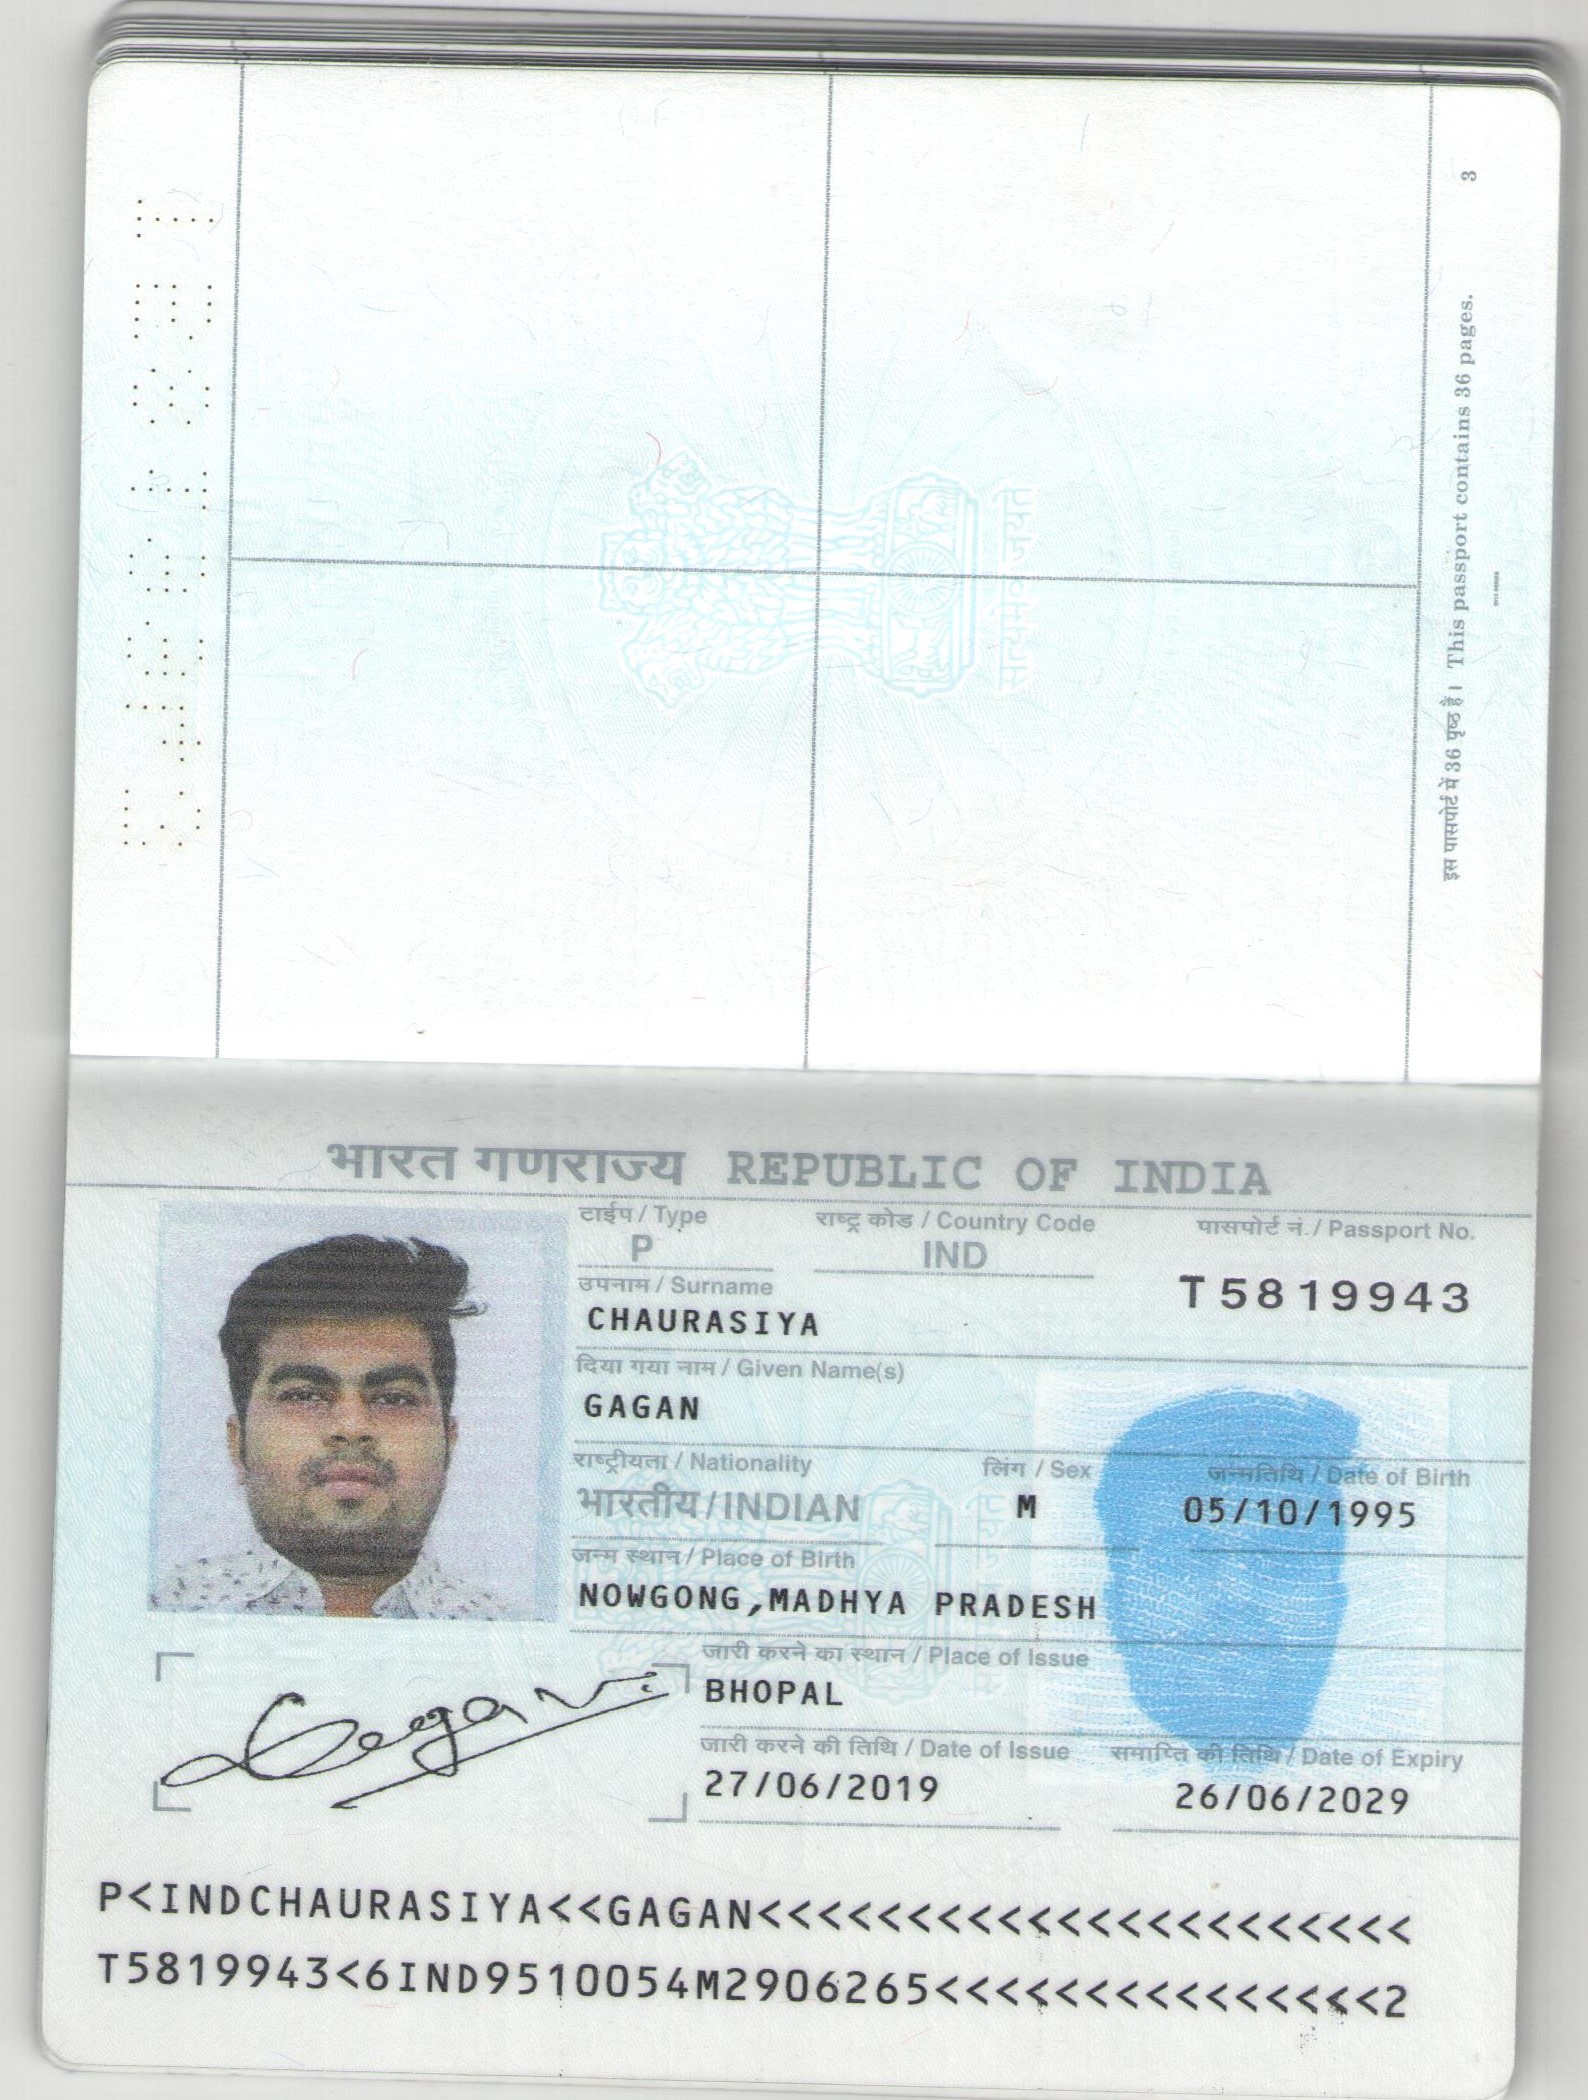 3
इस पासपोर्ट में 36 पृष्ठ हैं। This passport contains 36 pages.
भारत गणराज्य REPUBLIC OF INDIA
टाईप / Type राष्ट्र कोड / Country Code पासपोर्ट नं. / Passport No.
P IND T5819943
उपनाम / Surname
CHAURASIYA
दिया गया नाम / Given Name(s)
GAGAN
राष्ट्रीयता / Nationality लिंग / Sex जन्मतिथि / Date of Birth
भारतीय / INDIAN M 05/10/1995
जन्म स्थान / Place of Birth
NOWGONG,MADHYA PRADESH
जारी करने का स्थान / Place of Issue
BHOPAL
जारी करने की तिथि / Date of Issue समाप्ति की तिथि / Date of Expiry
27/06/2019 26/06/2029
Gagan
P<INDCHAURASIYA<<GAGAN<<<<<<<<<<<<<<<<<<<<<<
T5819943<6IND9510054M2906265<<<<<<<<<<<<<<<2